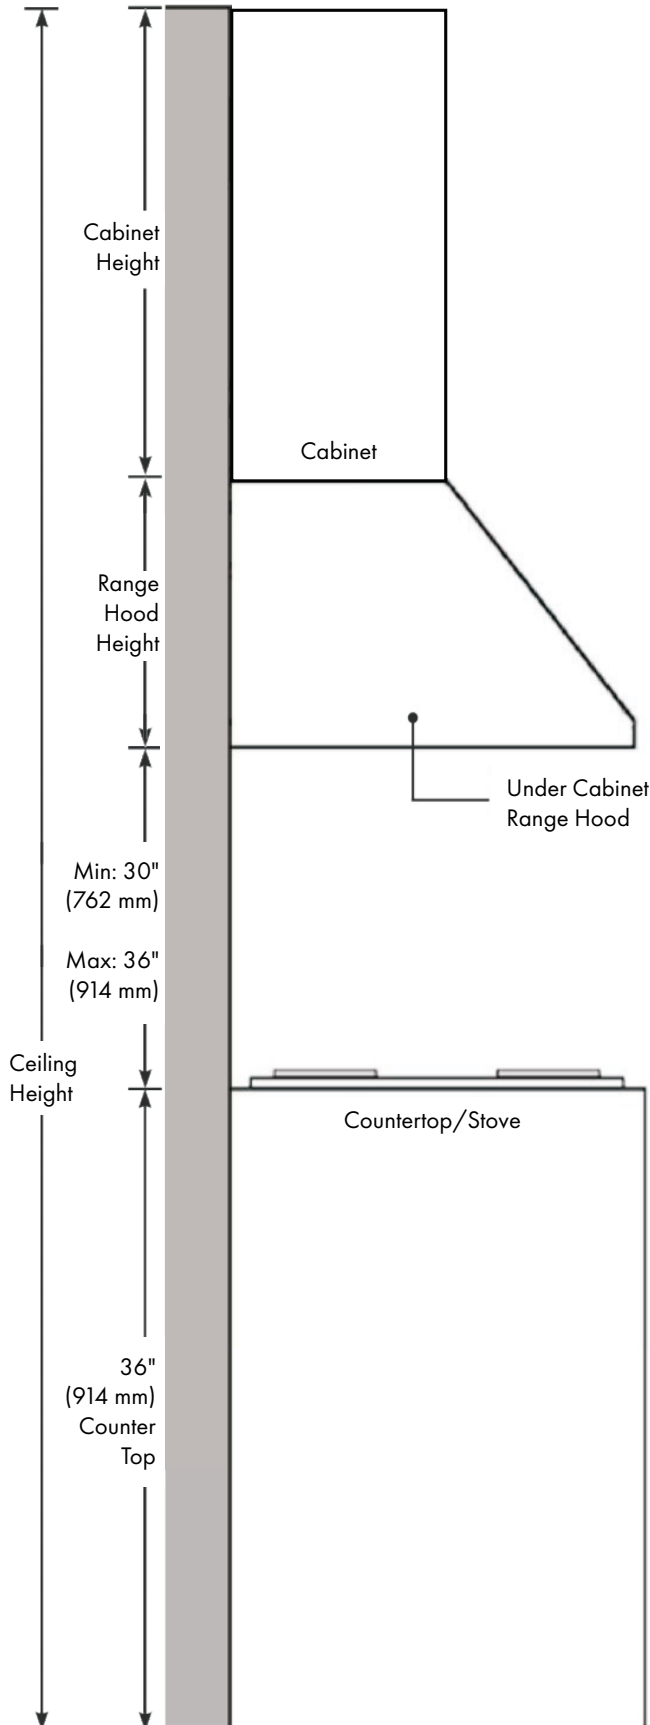 Cabinet
Height
Cabinet
Range
Hood
Height
Under Cabinet
Range Hood
Min: 30"
(762 mm)
Max: 36"
(914 mm)
Ceiling
Height
Countertop/Stove
36"
(914 mm)
Counter
Top